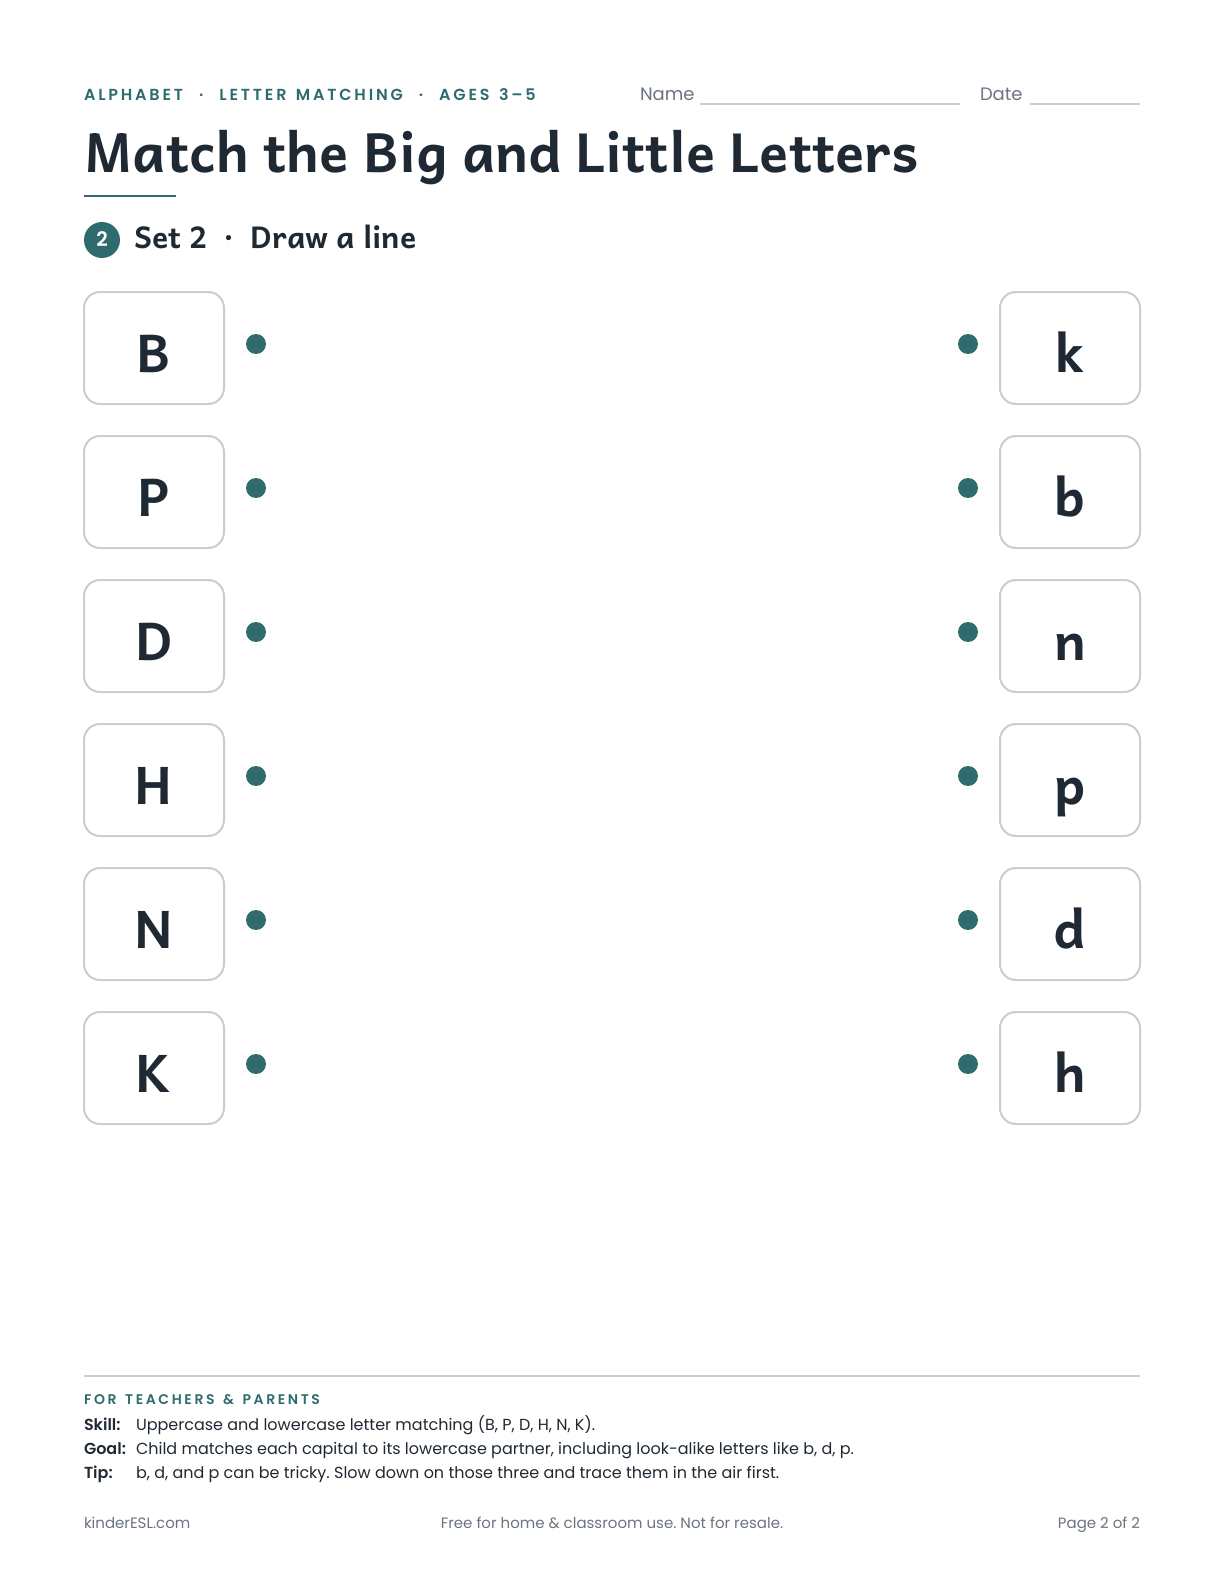 ALPHABET · LETTER MATCHING · AGES 3–5 Name Date
Match the Big and Little Letters
2 Set 2 · Draw a line
B k
P b
D n
H p
N d
K h
FOR TEACHERS & PARENTS
Skill: Uppercase and lowercase letter matching (B, P, D, H, N, K).
Goal: Child matches each capital to its lowercase partner, including look-alike letters like b, d, p.
Tip: b, d, and p can be tricky. Slow down on those three and trace them in the air first.
kinderESL.com Free for home & classroom use. Not for resale. Page 2 of 2